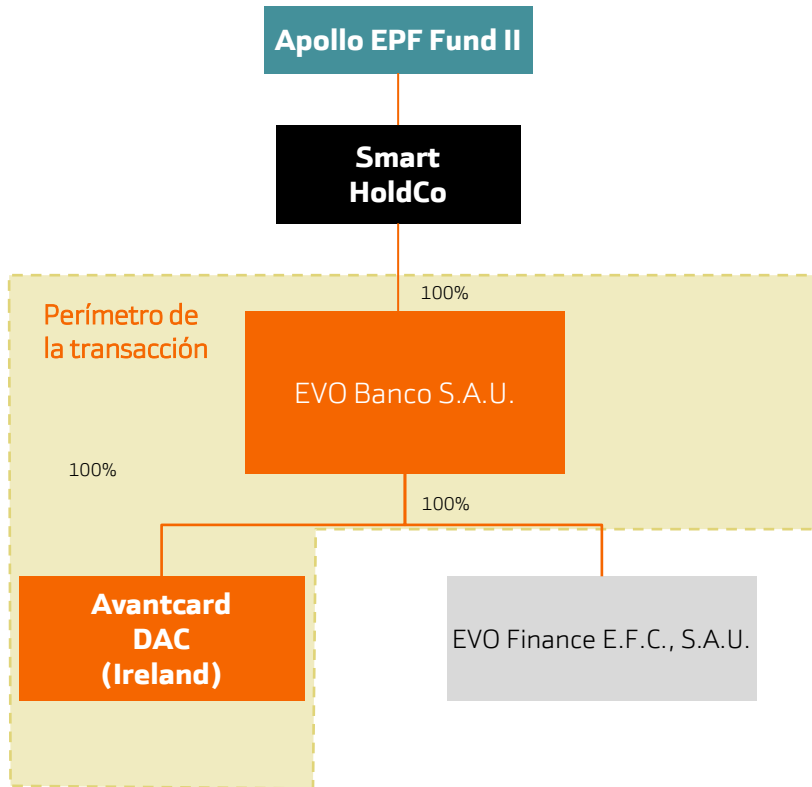 Apollo EPF Fund II
Smart
HoldCo
100%
Perímetro de
la transacción
EVO Banco S.A.U.
100%
100%
Avantcard
DAC
(Ireland)
EVO Finance E.F.C., S.A.U.